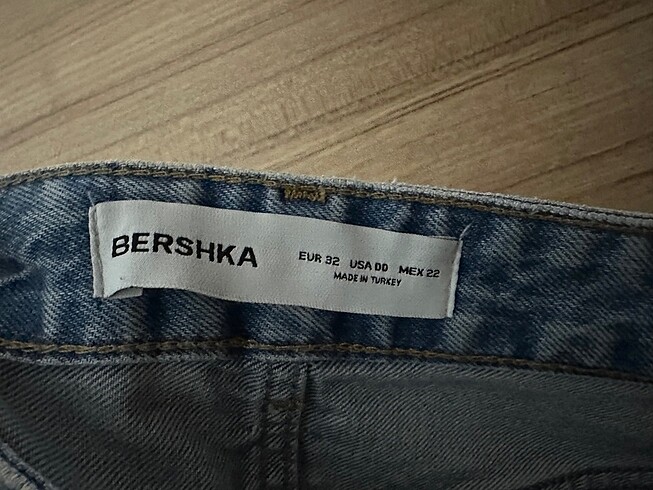 BERSHKA
EUR 32 USA 00 MEX 22
MADE IN TURKEY